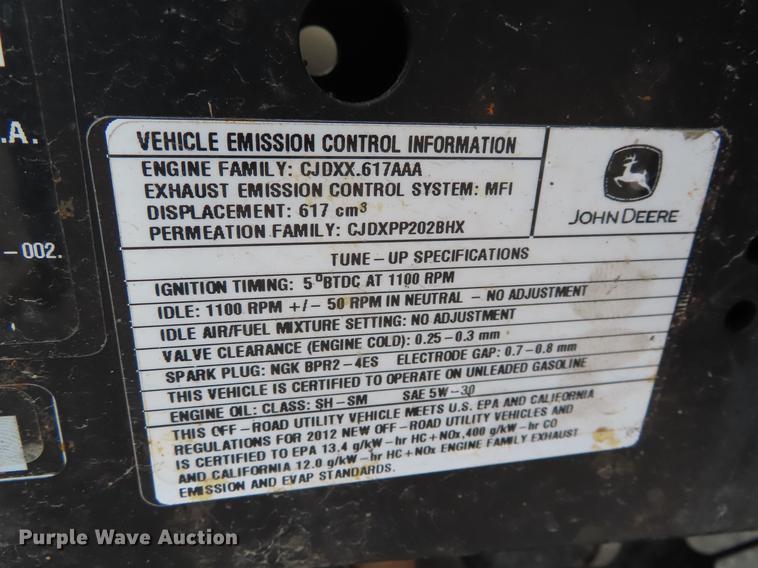 VEHICLE EMISSION CONTROL INFORMATION
ENGINE FAMILY: CJDXX.617AAA
EXHAUST EMISSION CONTROL SYSTEM: MFI
DISPLACEMENT: 617 cm³
PERMEATION FAMILY: CJDXPP202BHX
JOHN DEERE
TUNE-UP SPECIFICATIONS
IGNITION TIMING: 5°BTDC AT 1100 RPM
IDLE: 1100 RPM +/- 50 RPM IN NEUTRAL - NO ADJUSTMENT
IDLE AIR/FUEL MIXTURE SETTING: NO ADJUSTMENT
VALVE CLEARANCE (ENGINE COLD): 0.25-0.3 mm
SPARK PLUG: NGK BPR2-4ES ELECTRODE GAP: 0.7-0.8 mm
THIS VEHICLE IS CERTIFIED TO OPERATE ON UNLEADED GASOLINE
ENGINE OIL: CLASS: SH-SM SAE 5W-30
THIS OFF-ROAD UTILITY VEHICLE MEETS U.S. EPA AND CALIFORNIA
REGULATIONS FOR 2012 NEW OFF-ROAD UTILITY VEHICLES AND
IS CERTIFIED TO EPA 13.4 g/kW-hr HC+NOx, 400 g/kW-hr CO
AND CALIFORNIA 12.0 g/kW-hr HC+NOx ENGINE FAMILY EXHAUST
EMISSION AND EVAP STANDARDS.
.A.
-002.
Purple Wave Auction